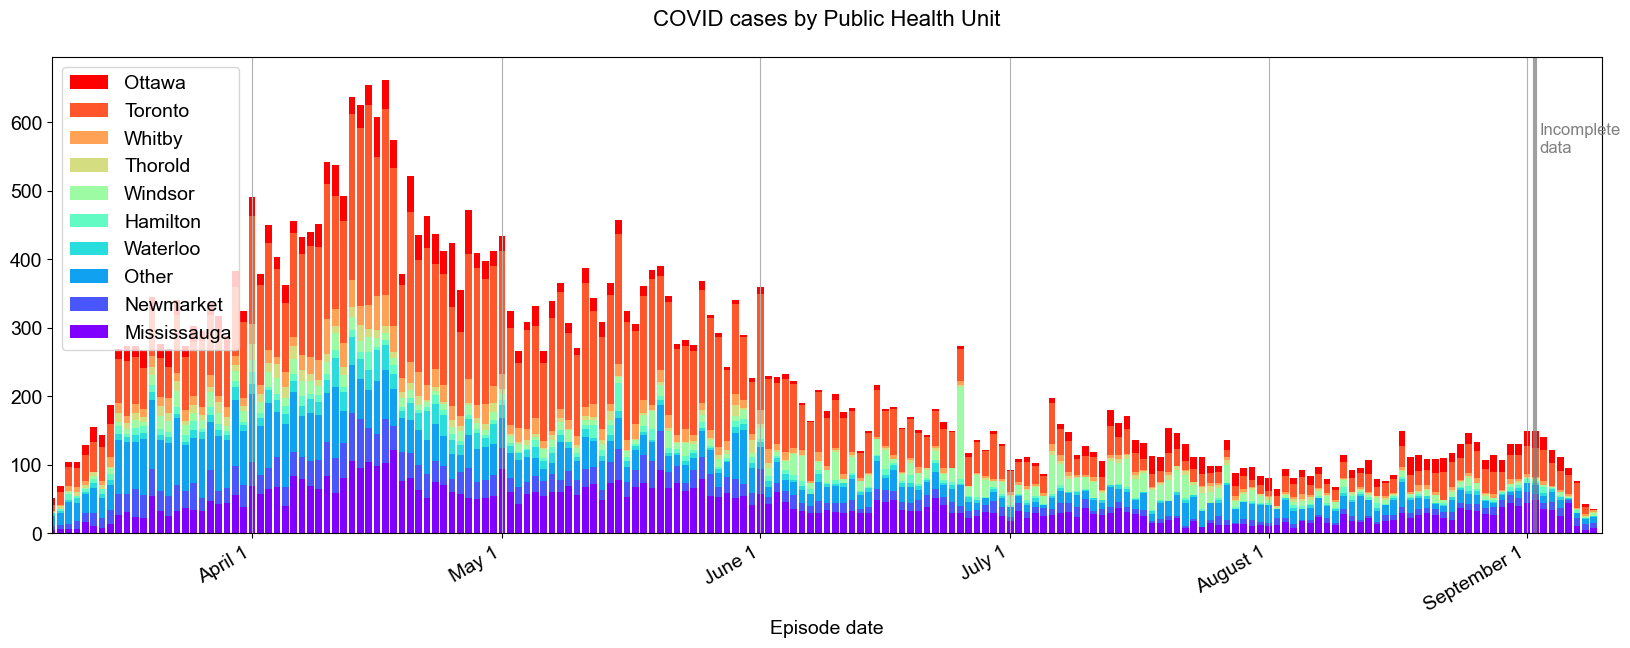 COVID cases by Public Health Unit
Ottawa
Toronto
Whitby
Thorold
Windsor
Hamilton
Waterloo
Other
Newmarket
Mississauga
600
500
400
300
200
100
0
Incomplete
data
April 1
May 1
June 1
July 1
August 1
September 1
Episode date